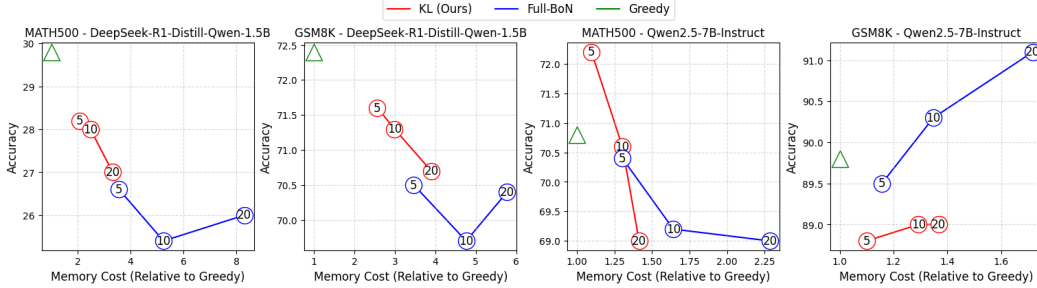 KL (Ours) Full-BoN Greedy
MATH500 - DeepSeek-R1-Distill-Qwen-1.5B
30
29
28
27
26
Accuracy
5
10
20
5
10
20
2 4 6 8
Memory Cost (Relative to Greedy)
GSM8K - DeepSeek-R1-Distill-Qwen-1.5B
72.5
72.0
71.5
71.0
70.5
70.0
Accuracy
5
10
20
5
10
20
1 2 3 4 5 6
Memory Cost (Relative to Greedy)
MATH500 - Qwen2.5-7B-Instruct
72.0
71.5
71.0
70.5
70.0
69.5
69.0
Accuracy
5
10
20
5
10
20
1.00 1.25 1.50 1.75 2.00 2.25
Memory Cost (Relative to Greedy)
GSM8K - Qwen2.5-7B-Instruct
91.0
90.5
90.0
89.5
89.0
Accuracy
5
10
20
5
10
20
1.0 1.2 1.4 1.6
Memory Cost (Relative to Greedy)